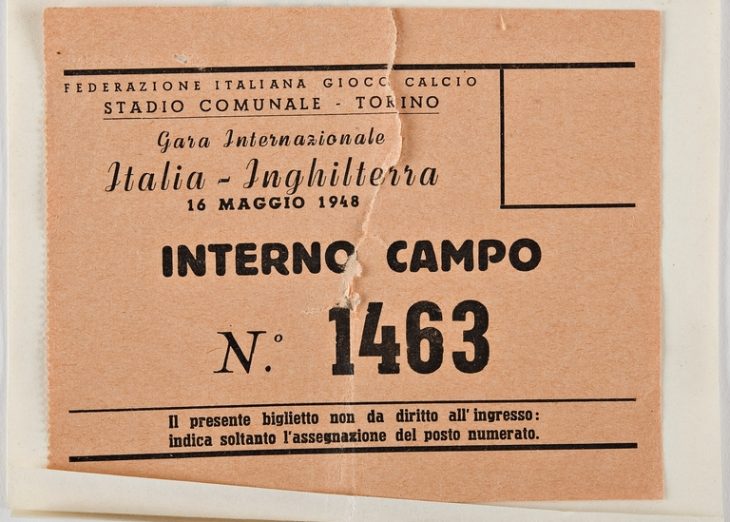 FEDERAZIONE ITALIANA GIOCO CALCIO
STADIO COMUNALE - TORINO
Gara Internazionale
Italia - Inghilterra
16 MAGGIO 1948
INTERNO CAMPO
N.º 1463
Il presente biglietto non da diritto all'ingresso:
indica soltanto l'assegnazione del posto numerato.